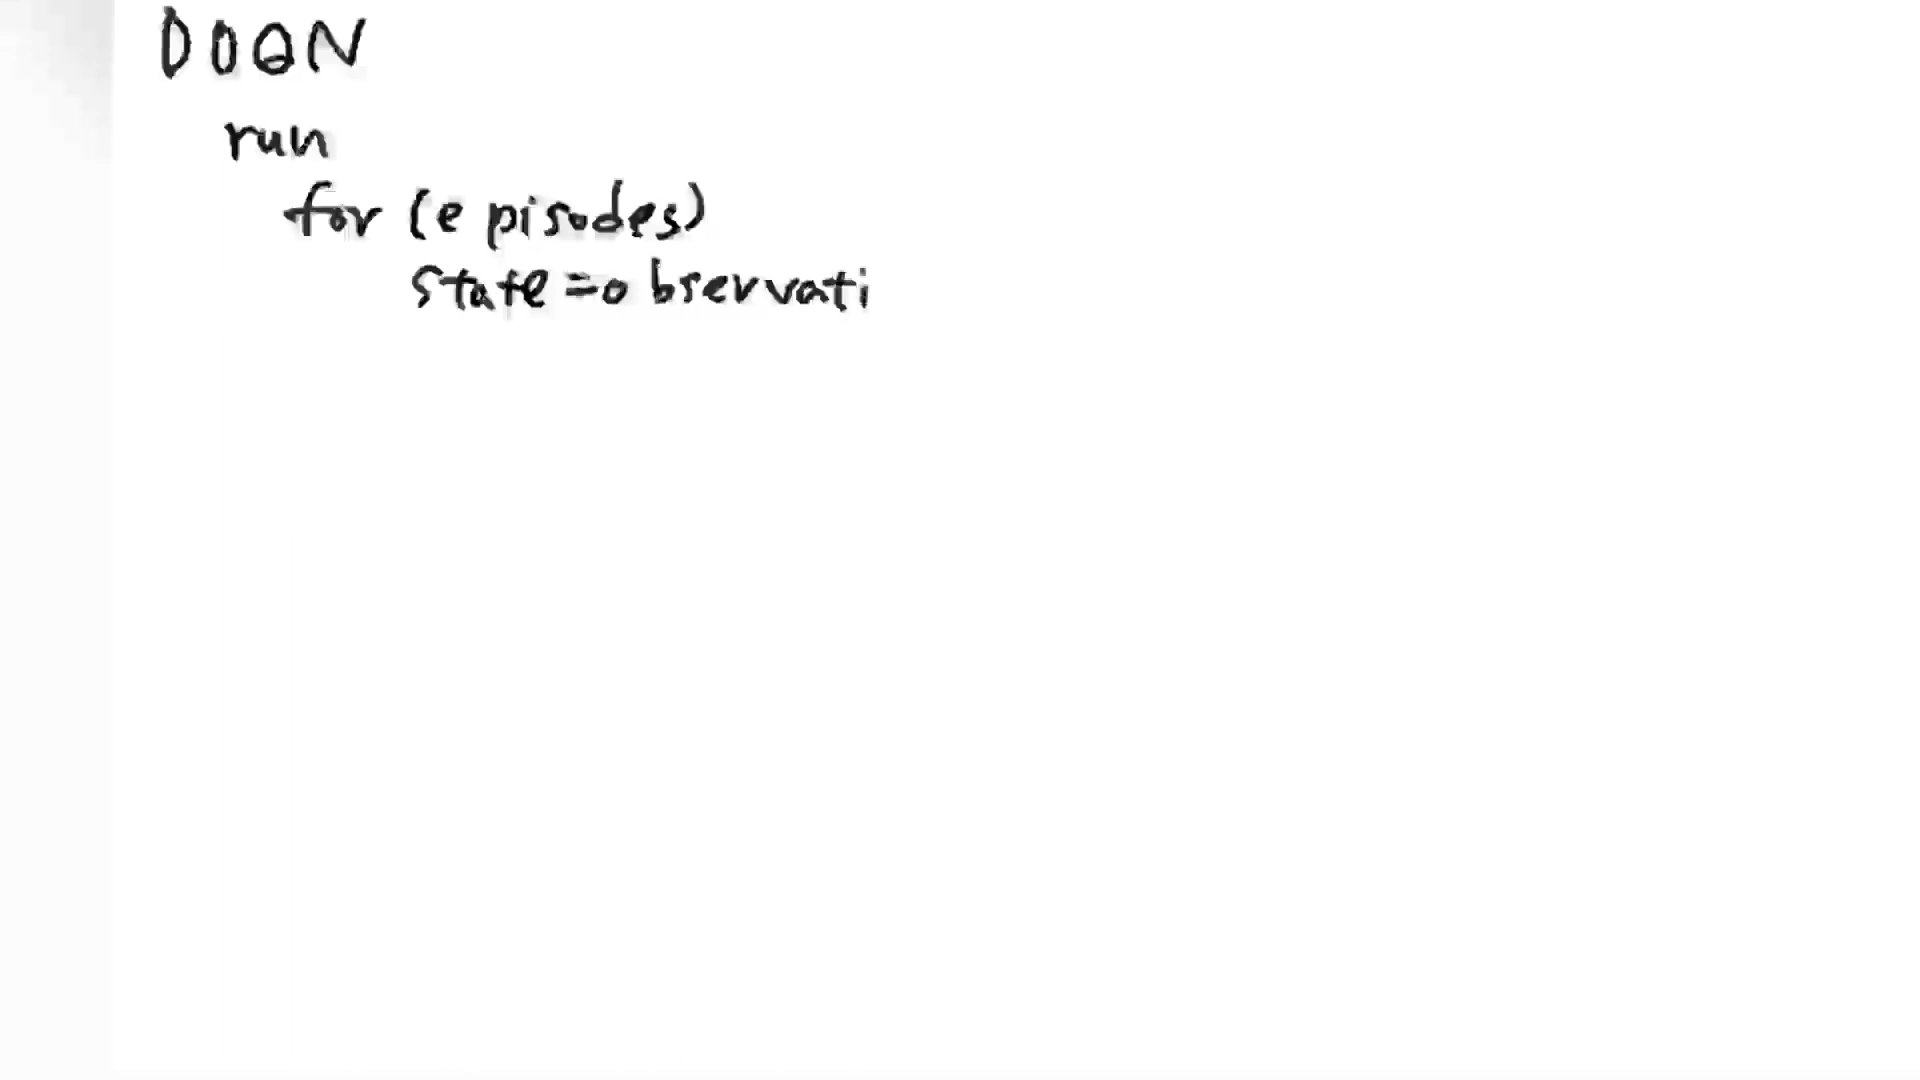 DDQN
run
for (episodes)
state = observati